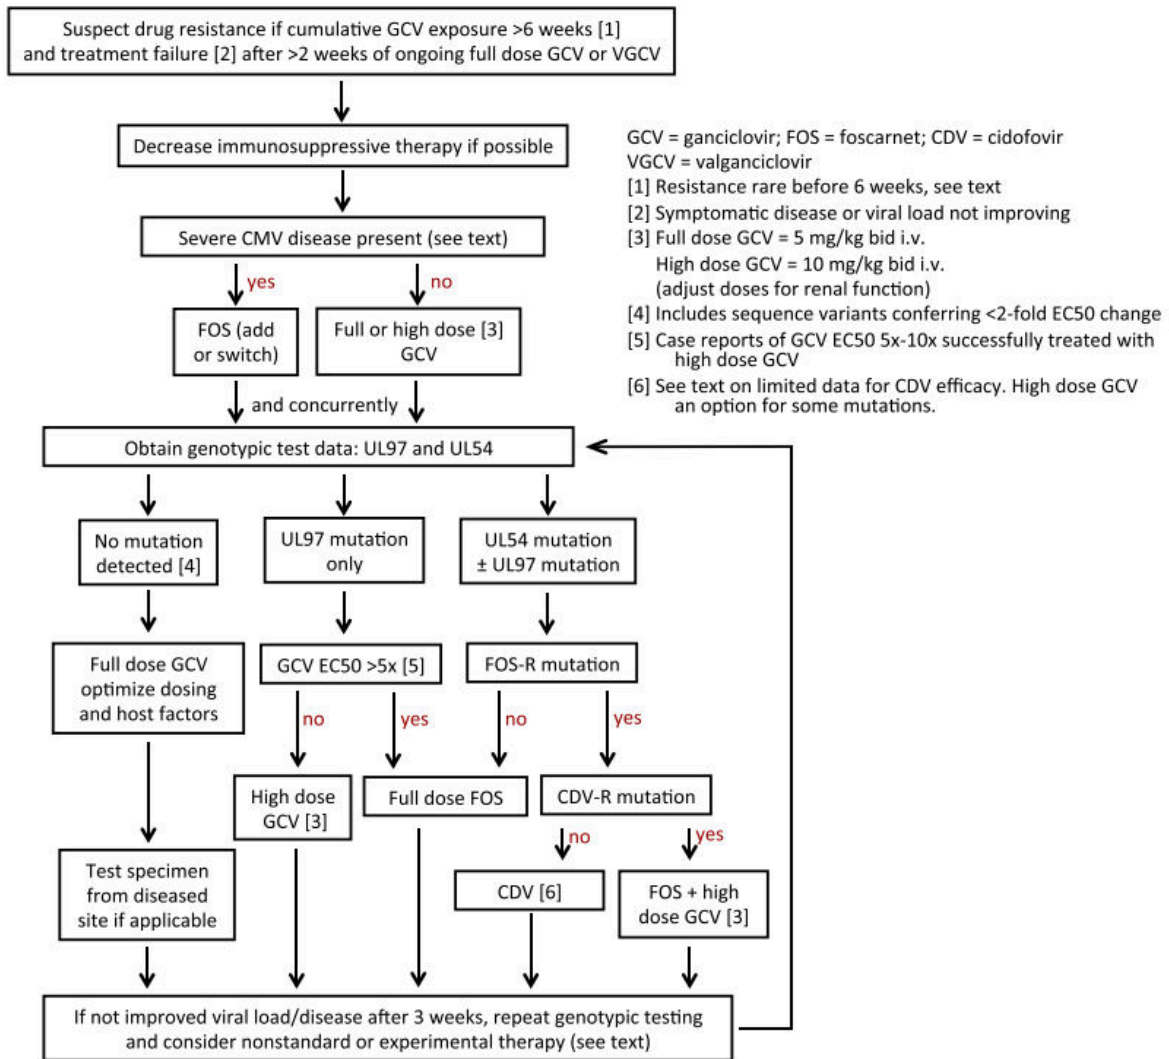 Suspect drug resistance if cumulative GCV exposure >6 weeks [1]
and treatment failure [2] after >2 weeks of ongoing full dose GCV or VGCV
Decrease immunosuppressive therapy if possible
Severe CMV disease present (see text)
yes
no
FOS (add
or switch)
Full or high dose [3]
GCV
and concurrently
Obtain genotypic test data: UL97 and UL54
No mutation
detected [4]
UL97 mutation
only
UL54 mutation
± UL97 mutation
Full dose GCV
optimize dosing
and host factors
GCV EC50 >5x [5]
FOS-R mutation
no
yes
no
yes
High dose
GCV [3]
Full dose FOS
CDV-R mutation
no
yes
Test specimen
from diseased
site if applicable
CDV [6]
FOS + high
dose GCV [3]
If not improved viral load/disease after 3 weeks, repeat genotypic testing
and consider nonstandard or experimental therapy (see text)
GCV = ganciclovir; FOS = foscarnet; CDV = cidofovir
VGCV = valganciclovir
[1] Resistance rare before 6 weeks, see text
[2] Symptomatic disease or viral load not improving
[3] Full dose GCV = 5 mg/kg bid i.v.
High dose GCV = 10 mg/kg bid i.v.
(adjust doses for renal function)
[4] Includes sequence variants conferring <2-fold EC50 change
[5] Case reports of GCV EC50 5x-10x successfully treated with
high dose GCV
[6] See text on limited data for CDV efficacy. High dose GCV
an option for some mutations.